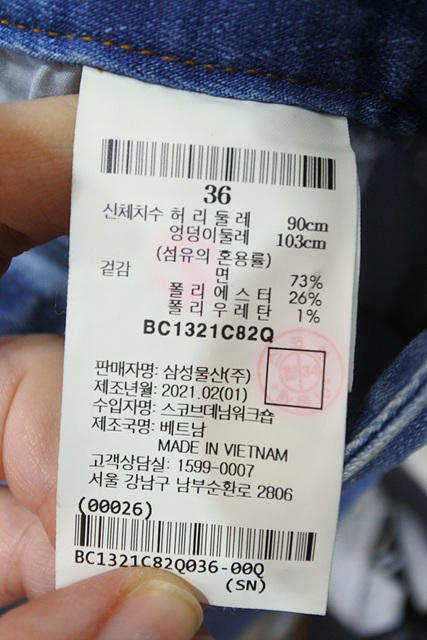 36
신체치수 허리둘레 90cm
엉덩이둘레 103cm
(섬유의 혼용률)
겉감 면 73%
폴리에스터 26%
폴리우레탄 1%
BC1321C82Q
판매자명: 삼성물산(주)
제조년월: 2021.02(01)
수입자명: 스코브데님워크숍
제조국명: 베트남
MADE IN VIETNAM
고객상담실: 1599-0007
서울 강남구 남부순환로 2806
(00026)
BC1321C82Q036-00Q
(SN)